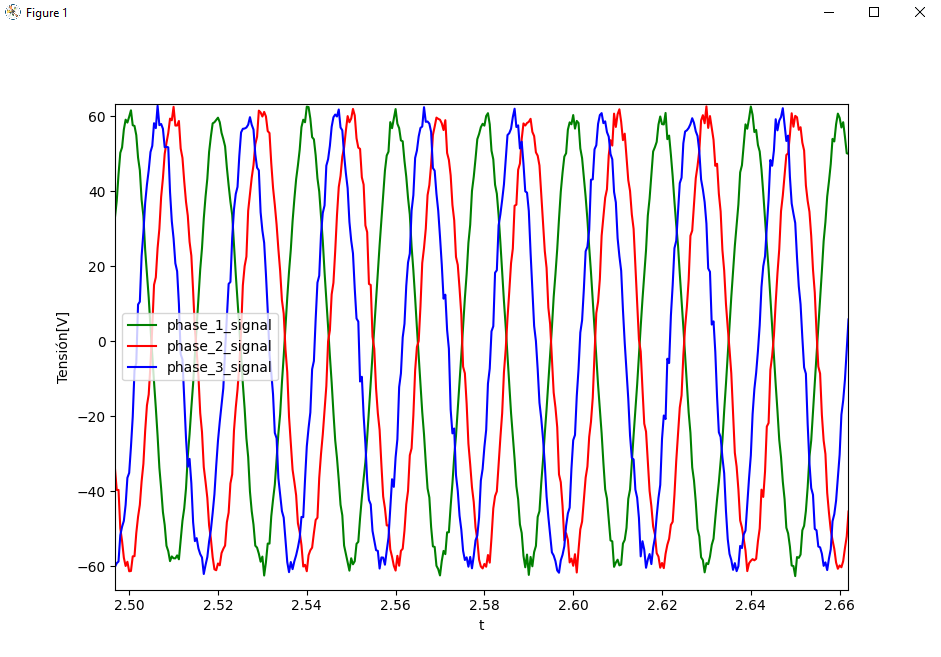 Figure 1
60
40
20
0
−20
−40
−60
Tensión[V]
phase_1_signal
phase_2_signal
phase_3_signal
2.50 2.52 2.54 2.56 2.58 2.60 2.62 2.64 2.66
t